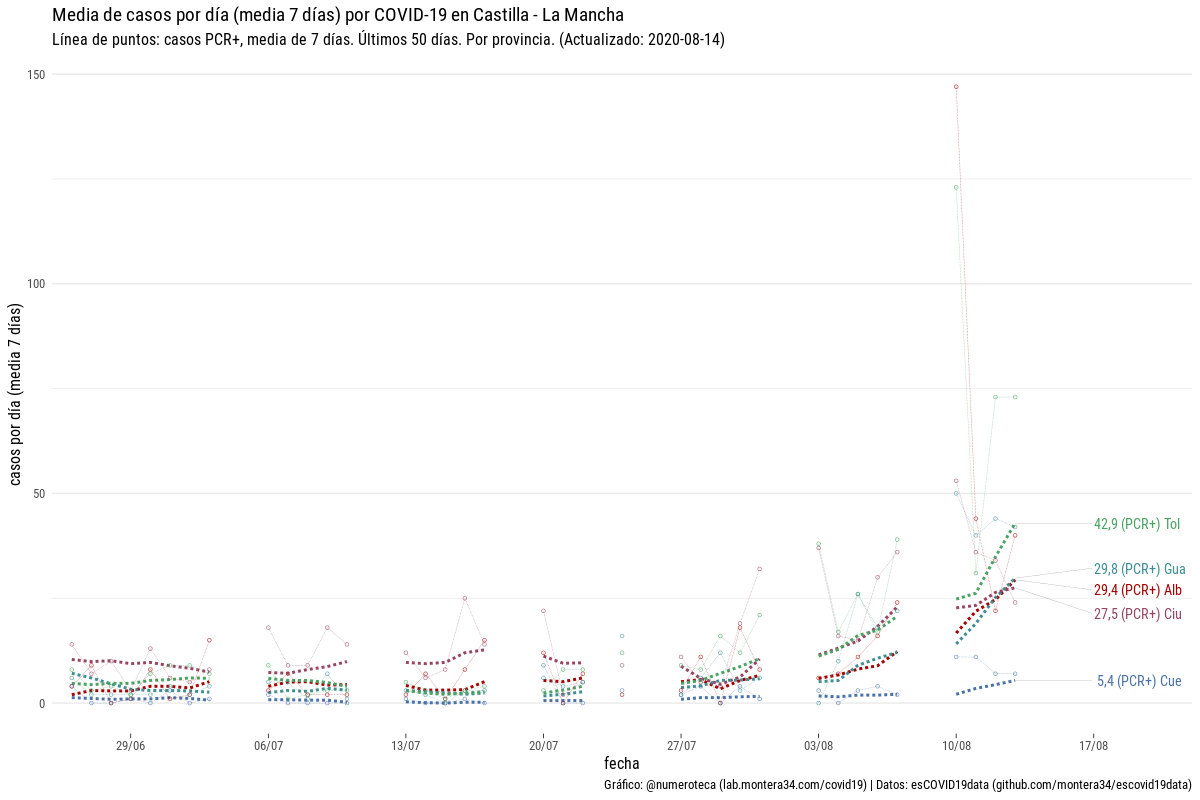 Media de casos por día (media 7 días) por COVID-19 en Castilla - La Mancha
Línea de puntos: casos PCR+, media de 7 días. Últimos 50 días. Por provincia. (Actualizado: 2020-08-14)
casos por día (media 7 días)
150
100
50
0
42,9 (PCR+) Tol
29,8 (PCR+) Gua
29,4 (PCR+) Alb
27,5 (PCR+) Ciu
5,4 (PCR+) Cue
29/06
06/07
13/07
20/07
27/07
03/08
10/08
17/08
fecha
Gráfico: @numeroteca (lab.montera34.com/covid19) | Datos: esCOVID19data (github.com/montera34/escovid19data)